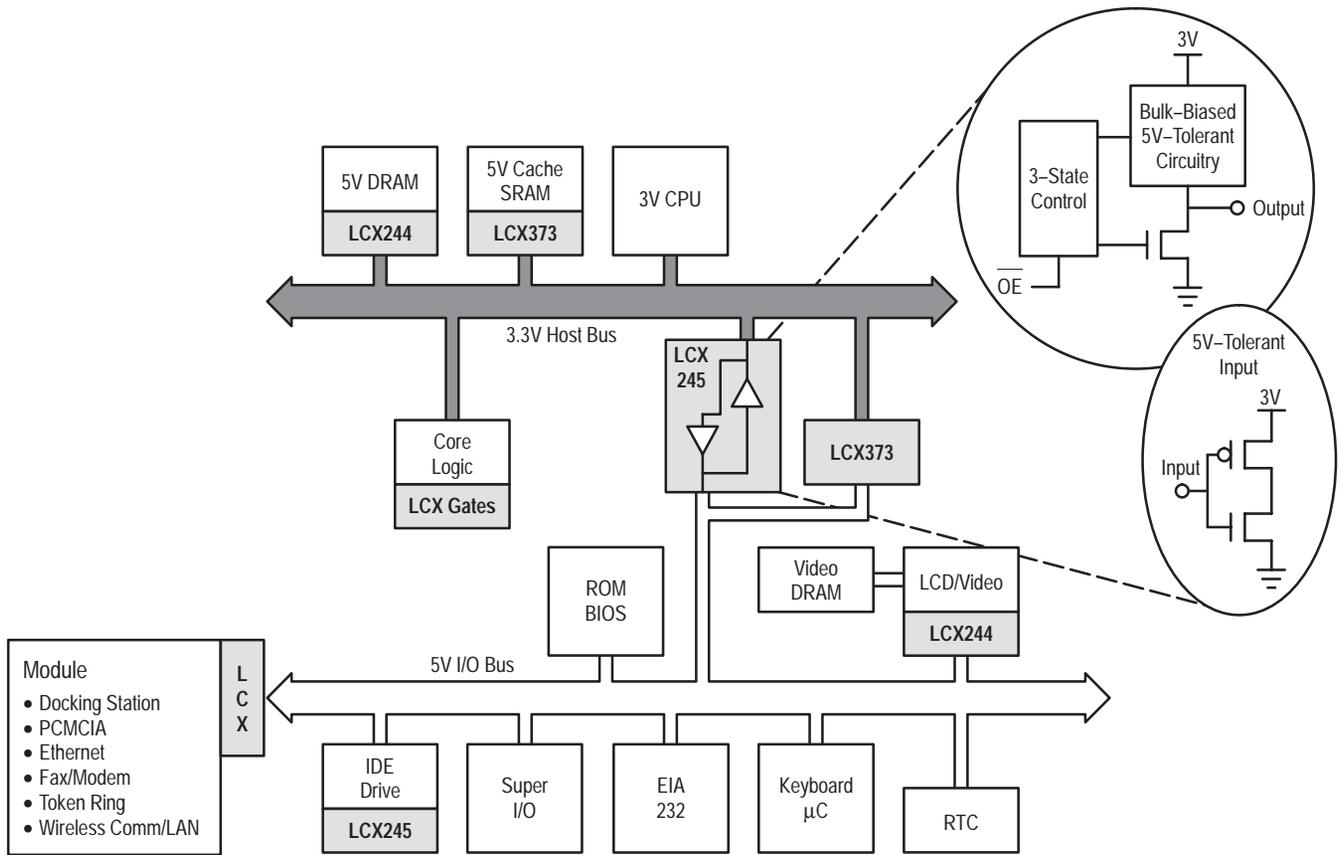 3V
Bulk–Biased
5V–Tolerant
Circuitry
3–State
Control
Output
OE
5V DRAM
LCX244
5V Cache
SRAM
LCX373
3V CPU
3.3V Host Bus
LCX
245
5V–Tolerant
Input
3V
Input
Core
Logic
LCX Gates
LCX373
ROM
BIOS
Video
DRAM
LCD/Video
LCX244
Module
• Docking Station
• PCMCIA
• Ethernet
• Fax/Modem
• Token Ring
• Wireless Comm/LAN
L
C
X
5V I/O Bus
IDE
Drive
LCX245
Super
I/O
EIA
232
Keyboard
μC
RTC